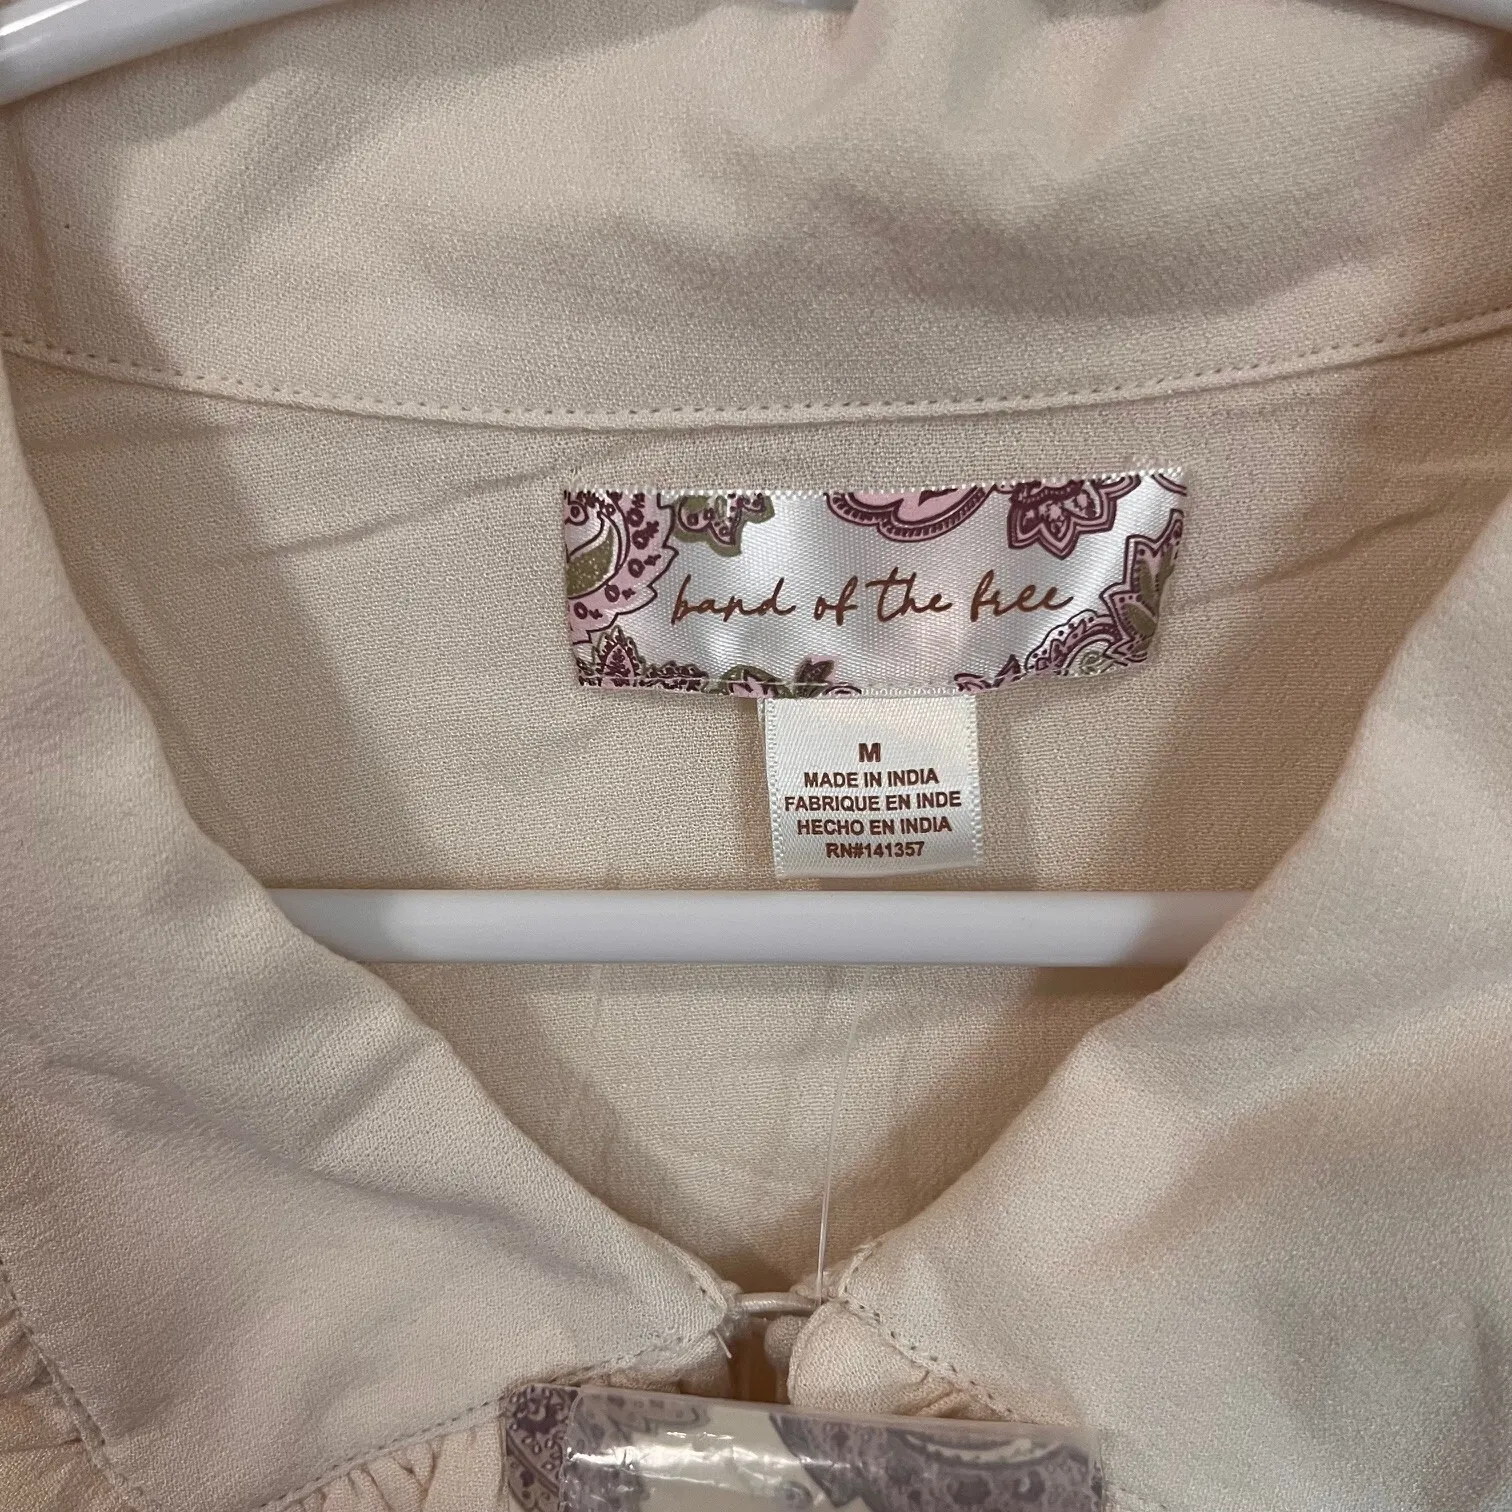 band of the free
M
MADE IN INDIA
FABRIQUE EN INDE
HECHO EN INDIA
RN#141357